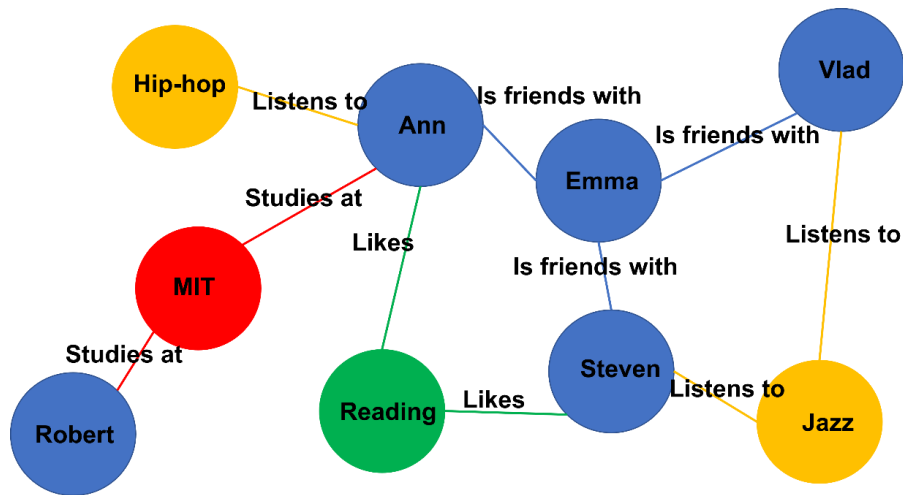 Hip-hop
Listens to
Ann
Is friends with
Vlad
Is friends with
Emma
Studies at
Likes
Listens to
Is friends with
MIT
Studies at
Steven
Listens to
Likes
Reading
Jazz
Robert